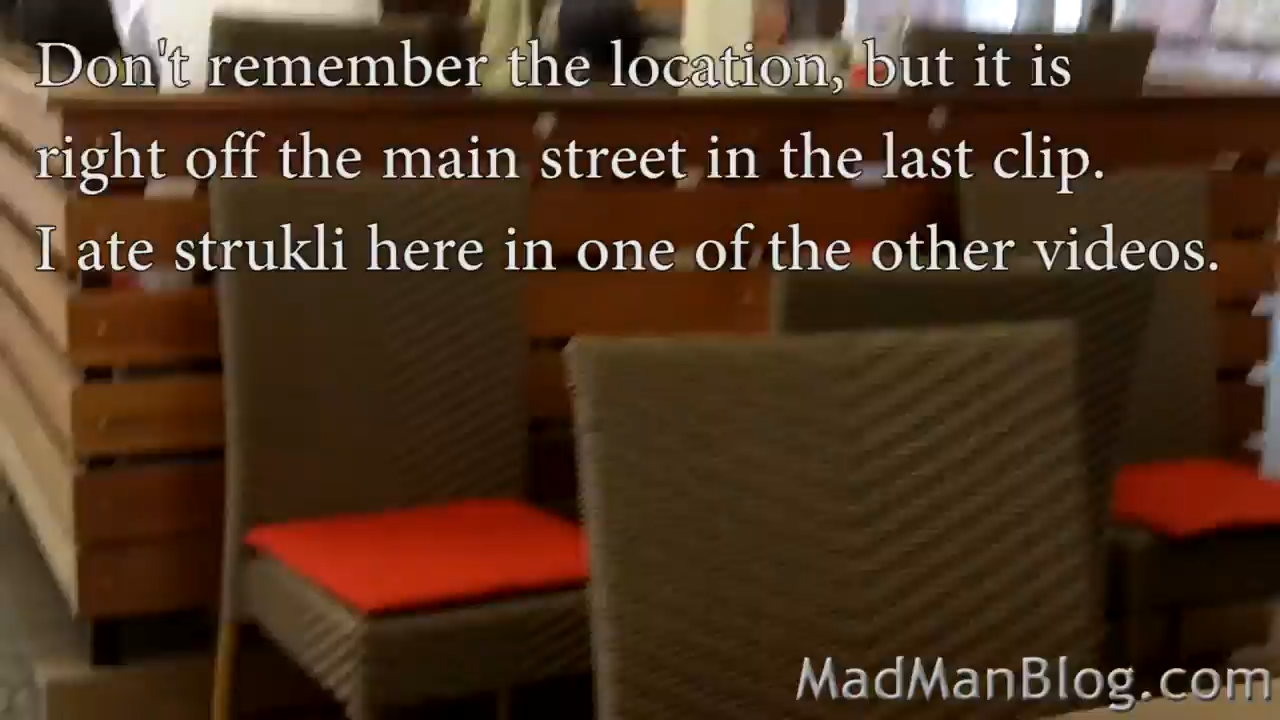 Don't remember the location, but it is
right off the main street in the last clip.
I ate strukli here in one of the other videos.
MadManBlog.com